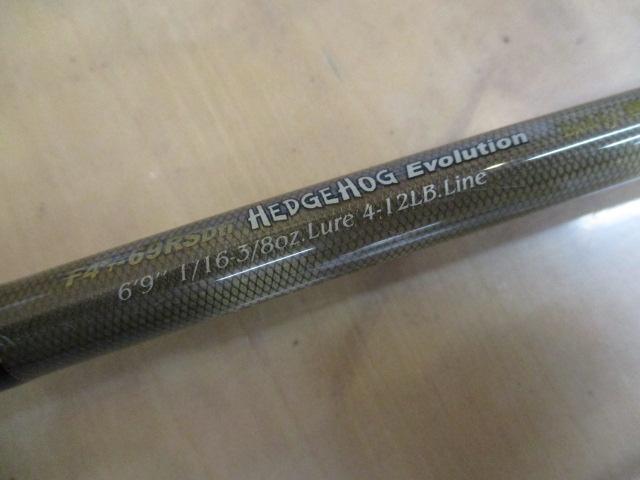 HEDGEHOG Evolution
6'9" 1/16-3/8oz.Lure 4-12LB.Line